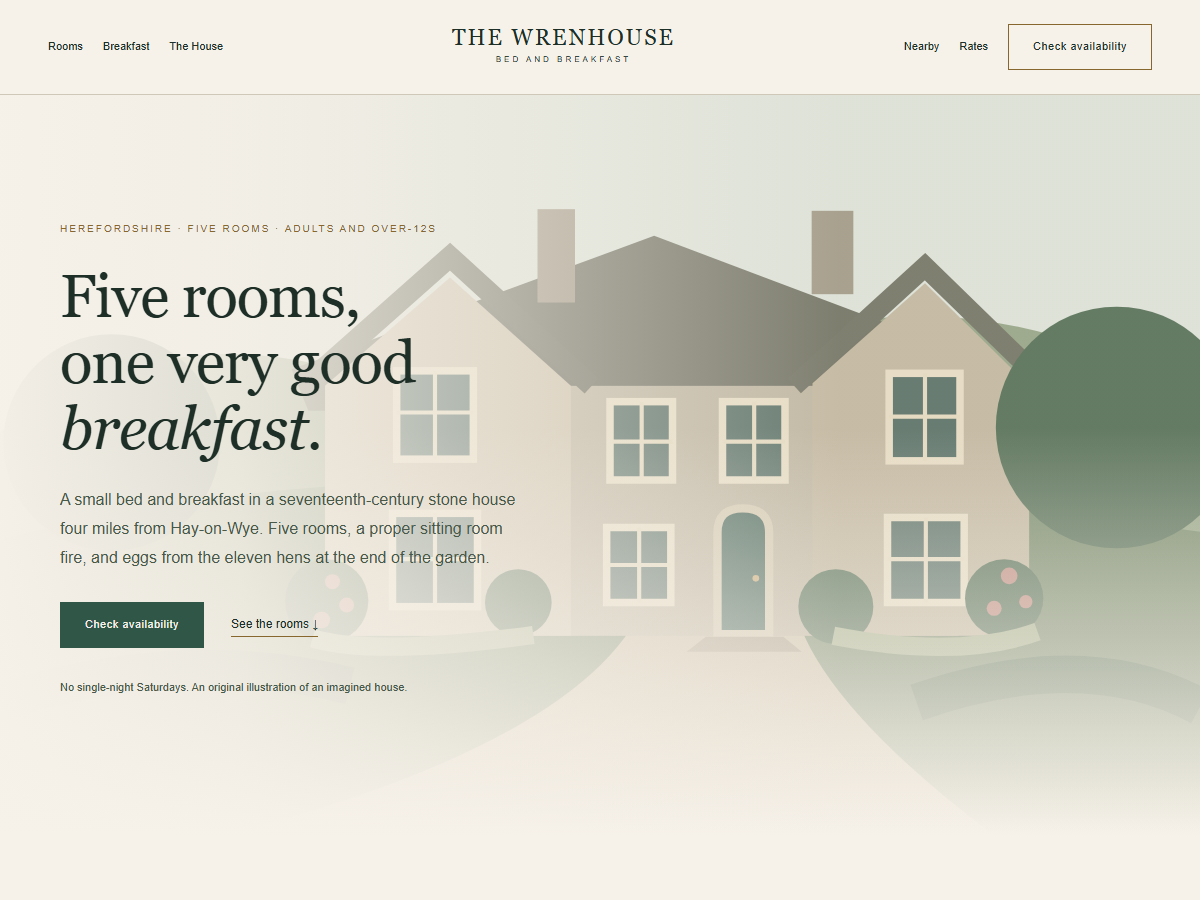 Rooms Breakfast The House
THE WRENHOUSE
BED AND BREAKFAST
Nearby Rates Check availability
HEREFORDSHIRE · FIVE ROOMS · ADULTS AND OVER-12S
Five rooms,
one very good
breakfast.
A small bed and breakfast in a seventeenth-century stone house
four miles from Hay-on-Wye. Five rooms, a proper sitting room
fire, and eggs from the eleven hens at the end of the garden.
Check availability See the rooms ↓
No single-night Saturdays. An original illustration of an imagined house.